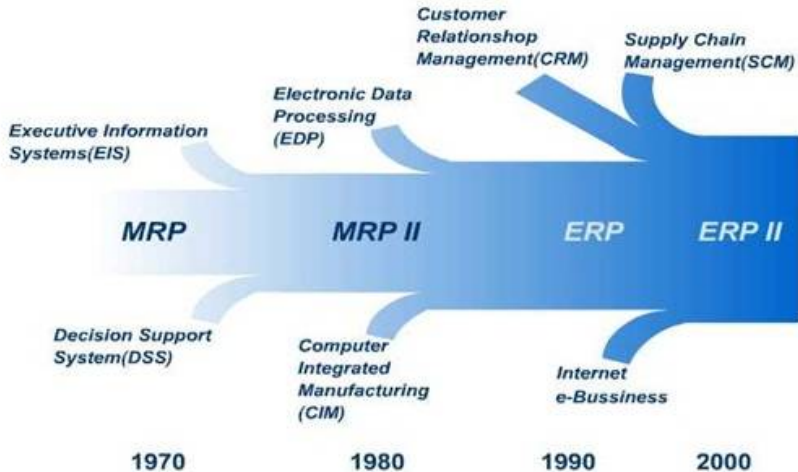 Customer
Relationshop
Management(CRM)
Supply Chain
Management(SCM)
Electronic Data
Processing
(EDP)
Executive Information
Systems(EIS)
MRP
MRP II
ERP
ERP II
Decision Support
System(DSS)
Computer
Integrated
Manufacturing
(CIM)
Internet
e-Bussiness
1970
1980
1990
2000